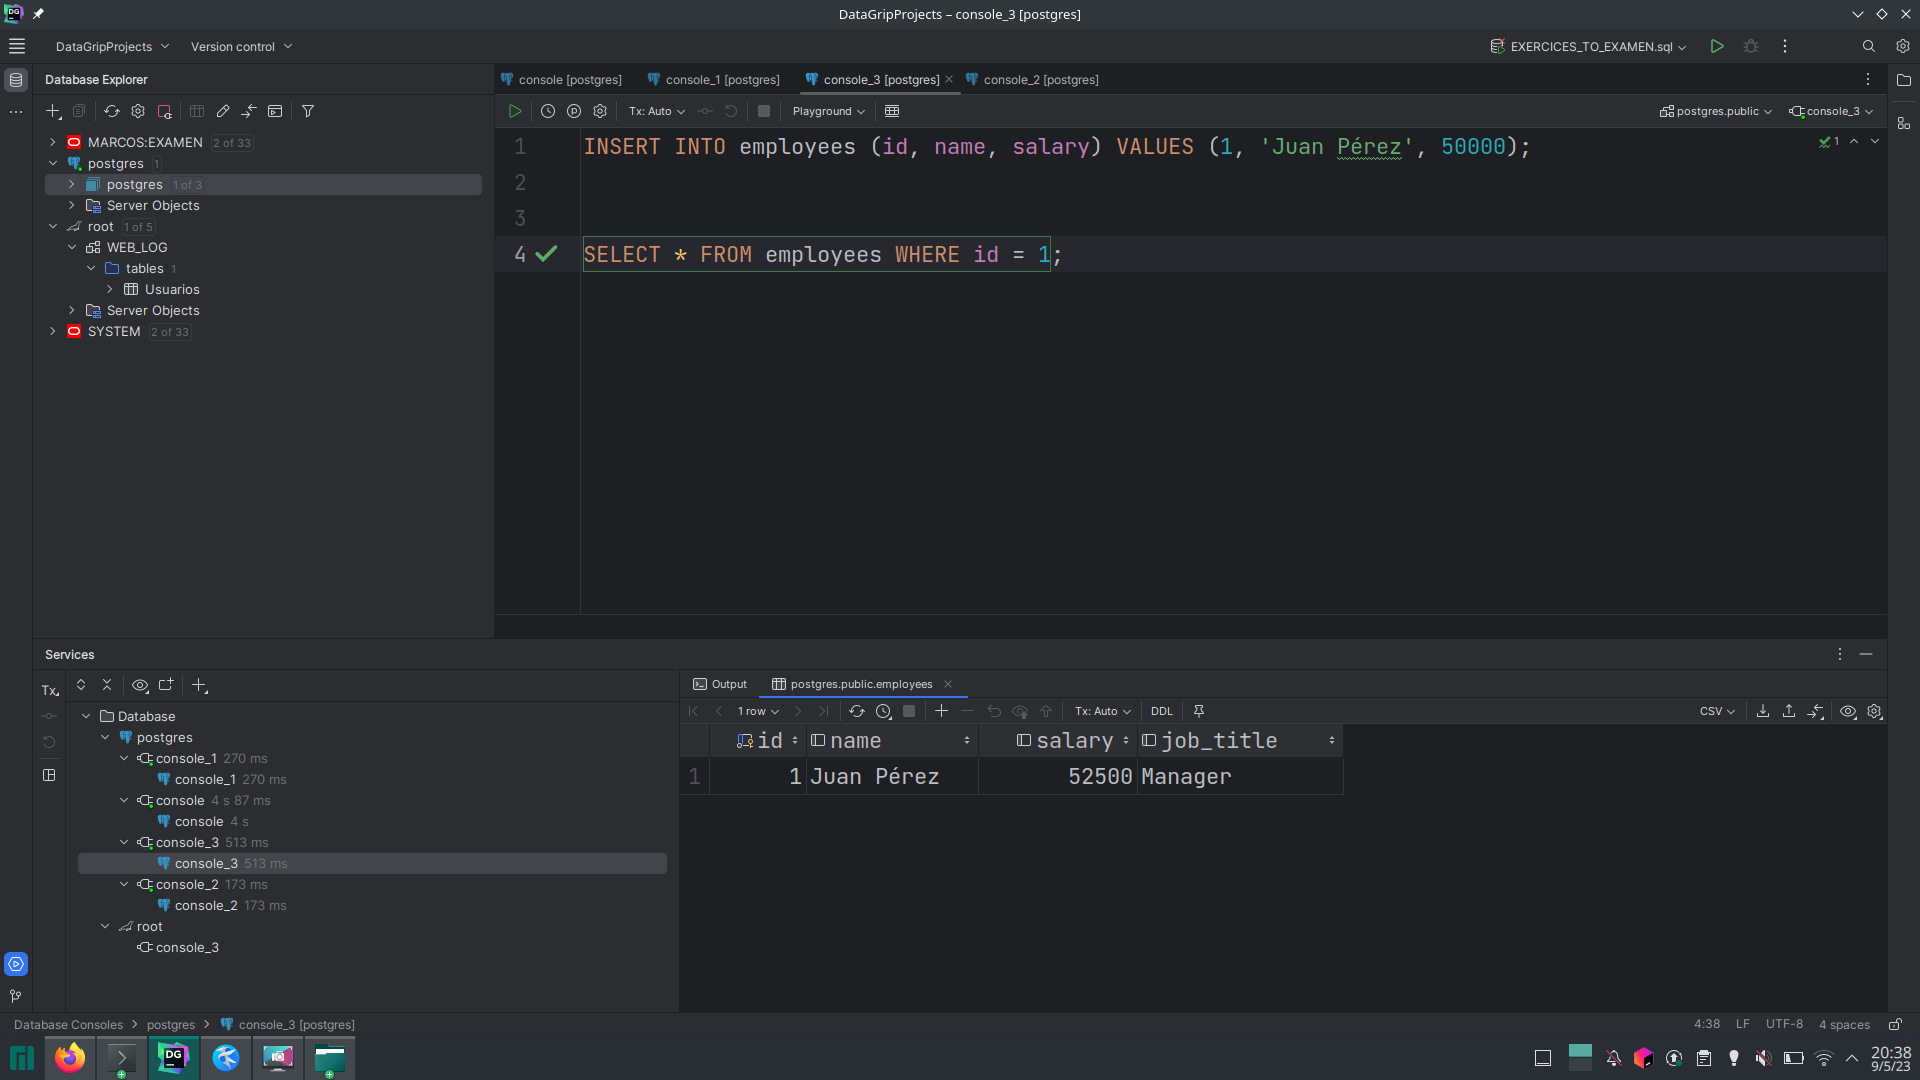 DataGripProjects – console_3 [postgres]
DataGripProjects Version control EXERCICES_TO_EXAMEN.sql
Database Explorer
console [postgres] console_1 [postgres] console_3 [postgres] console_2 [postgres]
Tx: Auto Playground postgres.public console_3
MARCOS:EXAMEN 2 of 33
postgres 1
postgres 1 of 3
Server Objects
root 1 of 5
WEB_LOG
tables 1
Usuarios
Server Objects
SYSTEM 2 of 33
1 INSERT INTO employees (id, name, salary) VALUES (1, 'Juan Pérez', 50000);
1
2
3
4 SELECT * FROM employees WHERE id = 1;
Services
Tx
Database
postgres
console_1 270 ms
console_1 270 ms
console 4 s 87 ms
console 4 s
console_3 513 ms
console_3 513 ms
console_2 173 ms
console_2 173 ms
root
console_3
Output postgres.public.employees
1 row Tx: Auto DDL CSV
id name salary job_title
1 1 Juan Pérez 52500 Manager
Database Consoles postgres console_3 [postgres] 4:38 LF UTF-8 4 spaces
DG
20:38
9/5/23